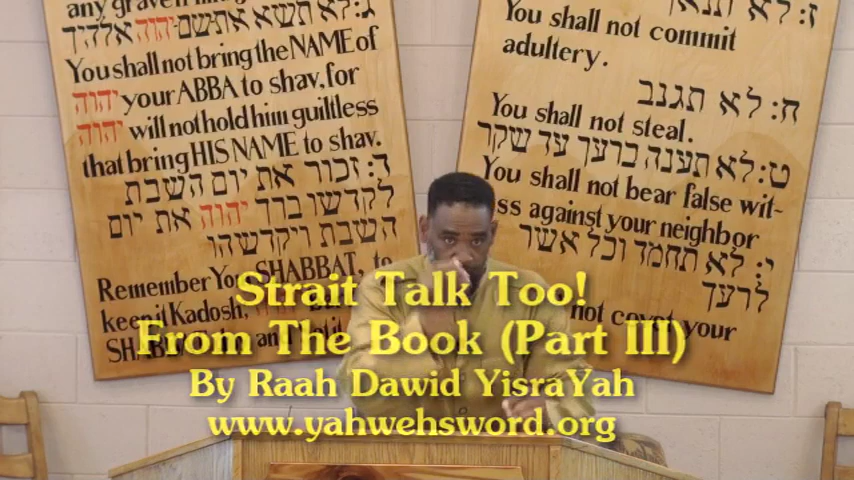 any graven
ג: לא תשא את-שם-יהוה אלהיך
You shall not bring the NAME of
יהוה your ABBA to shav, for
יהוה will not hold him guiltless
that bring HIS NAME to shav.
ד: זכור את יום השבת
לקדשו ברך יהוה את יום
השבת ויקדשהו
Remember SHABBAT, to
keep it Kadosh,
ז: לא תנאף
You shall not commit
adultery.
ח: לא תגנב
You shall not steal.
ט: לא תענה ברעך עד שקר
You shall not bear false wit-
ss against your neighbor
י: לא תחמד וכל אשר
לרעך
not covet your
Strait Talk Too!
From The Book (Part III)
By Raah Dawid YisraYah
www.yahwehsword.org